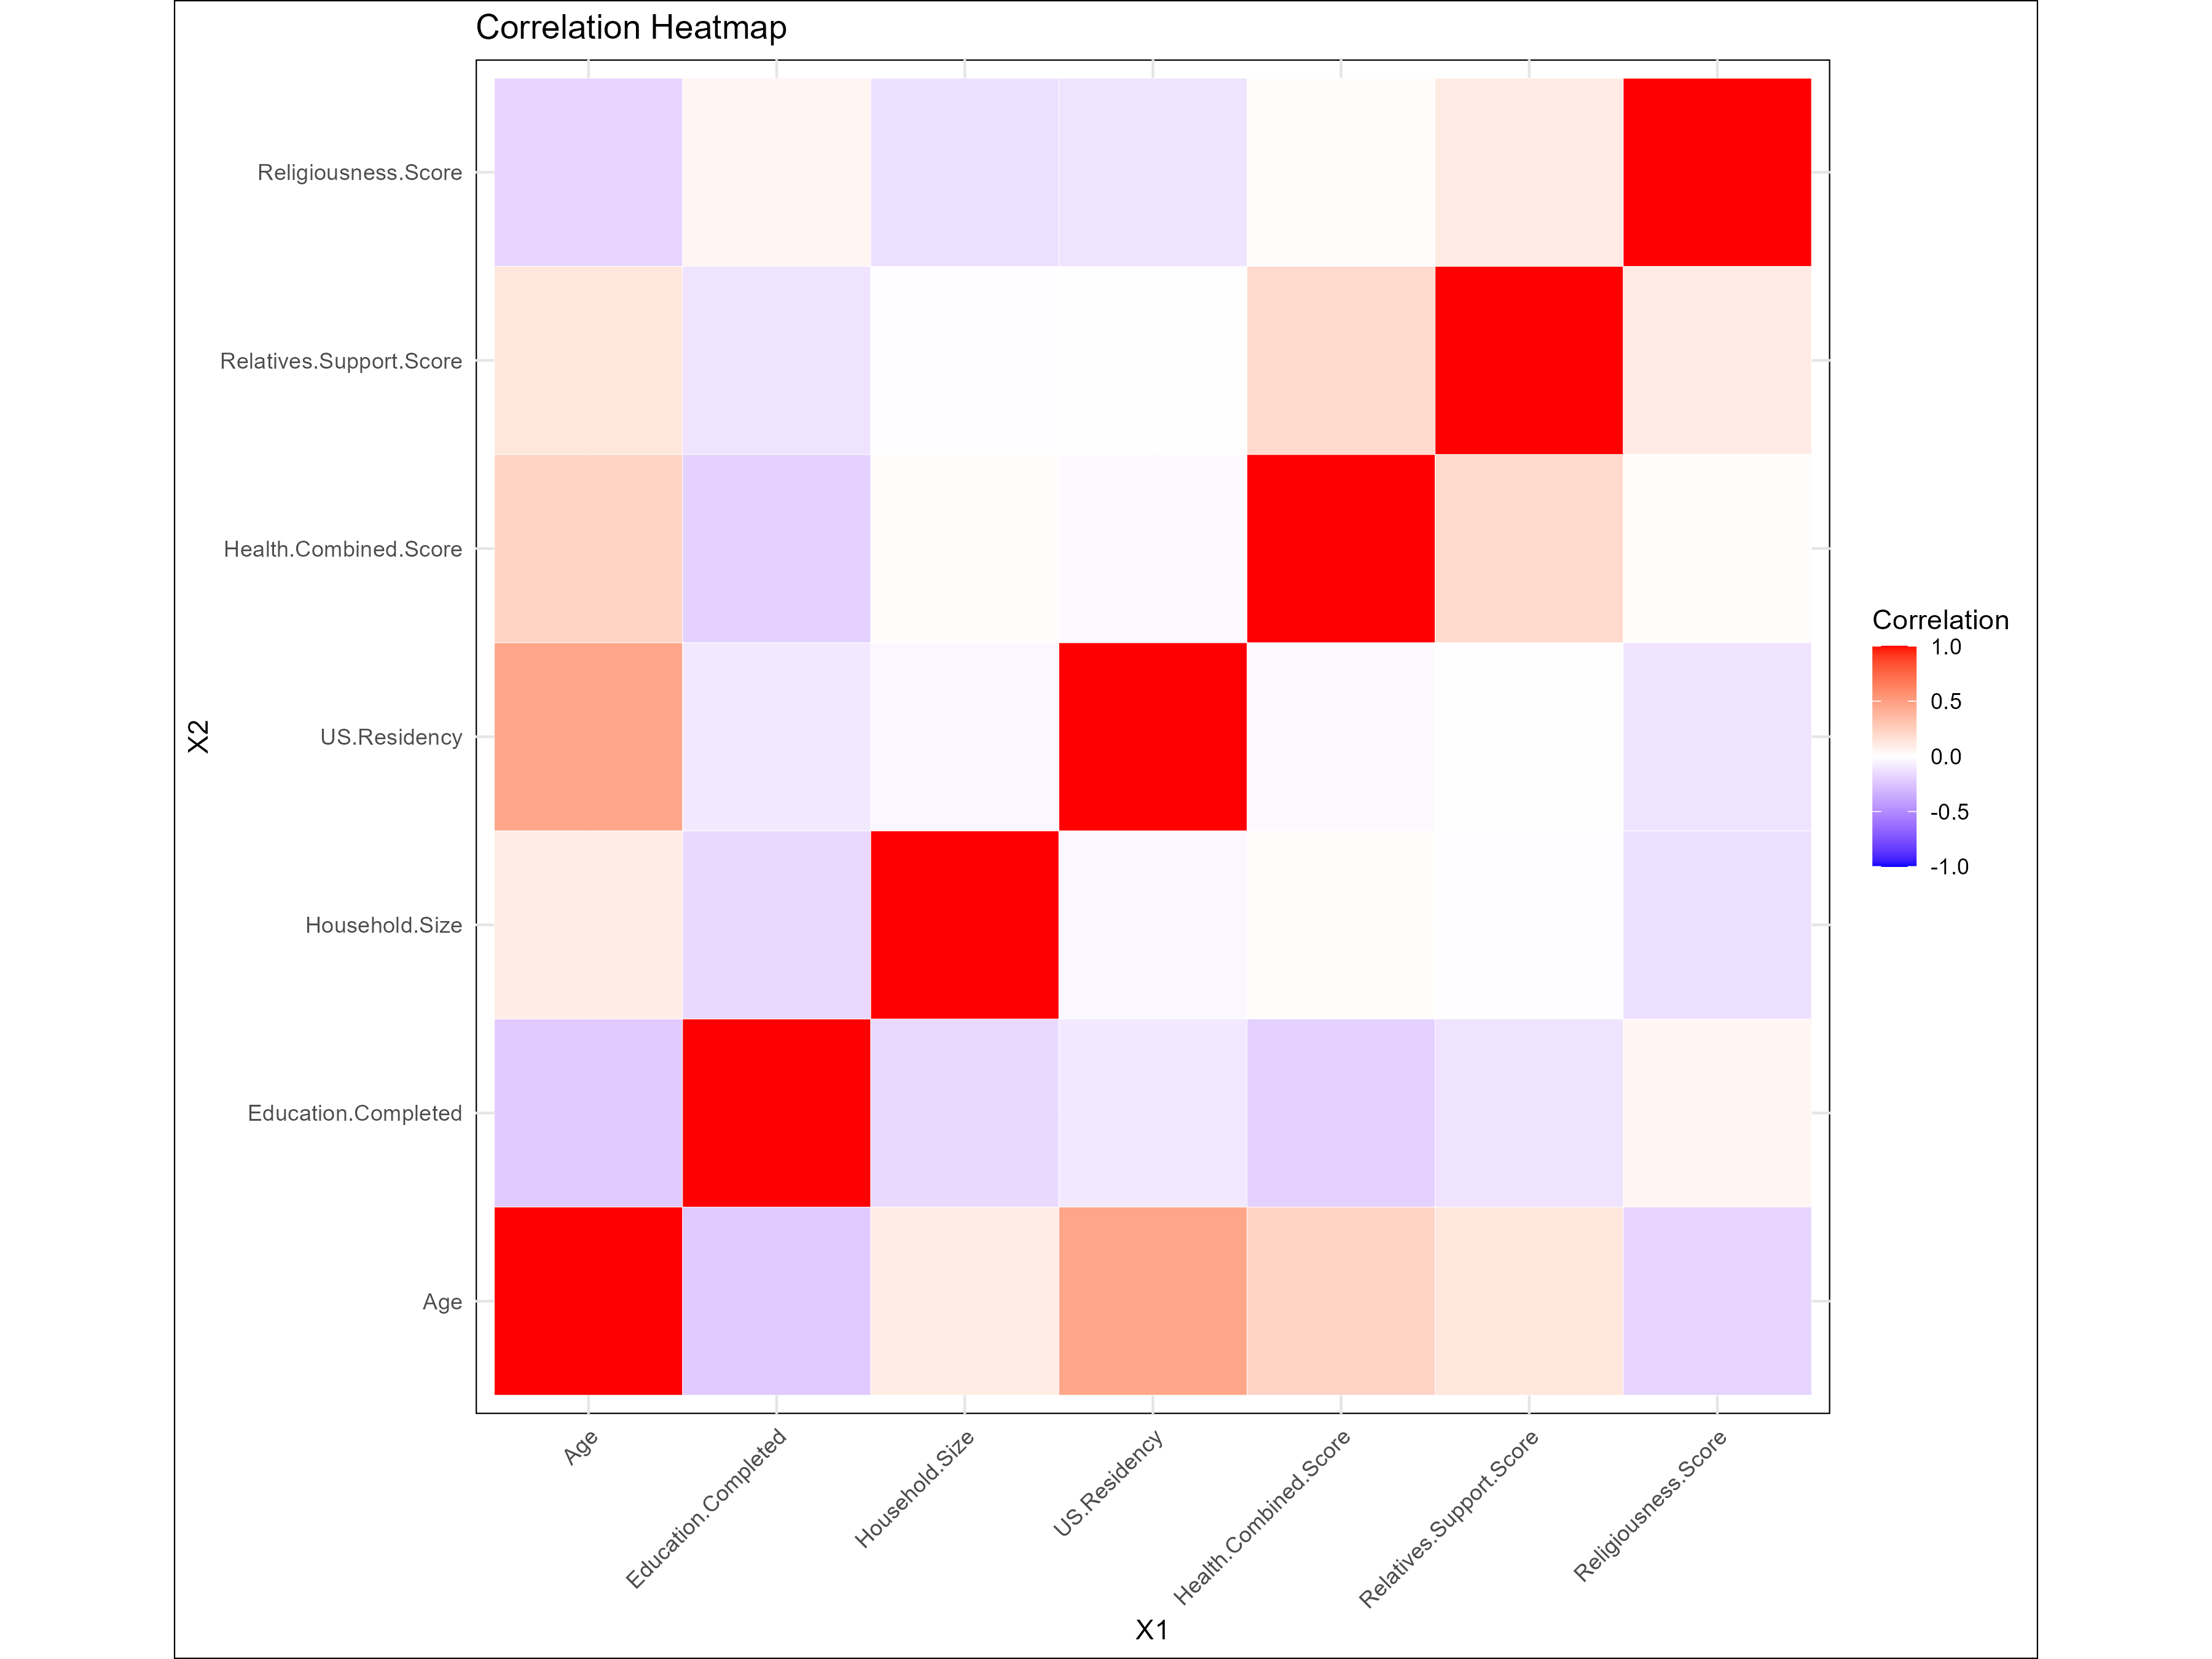 Correlation Heatmap
Religiousness.Score
Relatives.Support.Score
Health.Combined.Score
US.Residency
Household.Size
Education.Completed
Age
X2
Correlation
1.0
0.5
0.0
-0.5
-1.0
Age
Education.Completed
Household.Size
US.Residency
Health.Combined.Score
Relatives.Support.Score
Religiousness.Score
X1